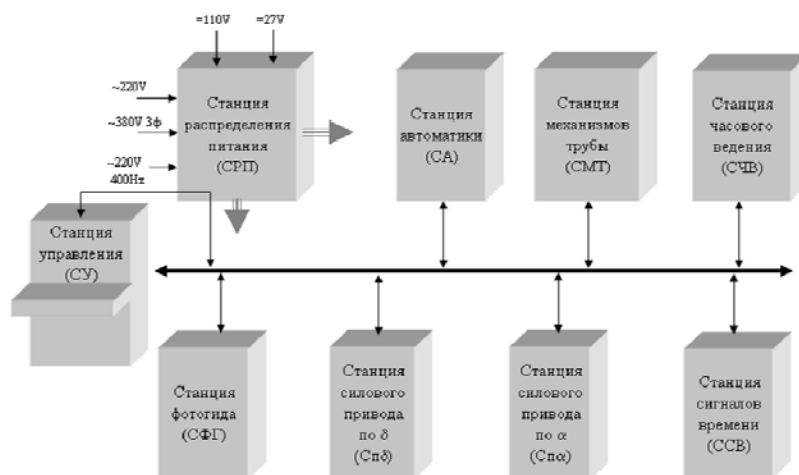 =110V
=27V
~220V
~380V 3ф
~220V
400Hz
Станция
распределения
питания
(СРП)
Станция
автоматики
(СА)
Станция
механизмов
трубы
(СМТ)
Станция
часового
ведения
(СЧВ)
Станция
управления
(СУ)
Станция
фотогида
(СФГ)
Станция
силового
привода
по δ
(Спδ)
Станция
силового
привода
по α
(Спα)
Станция
сигналов
времени
(ССВ)